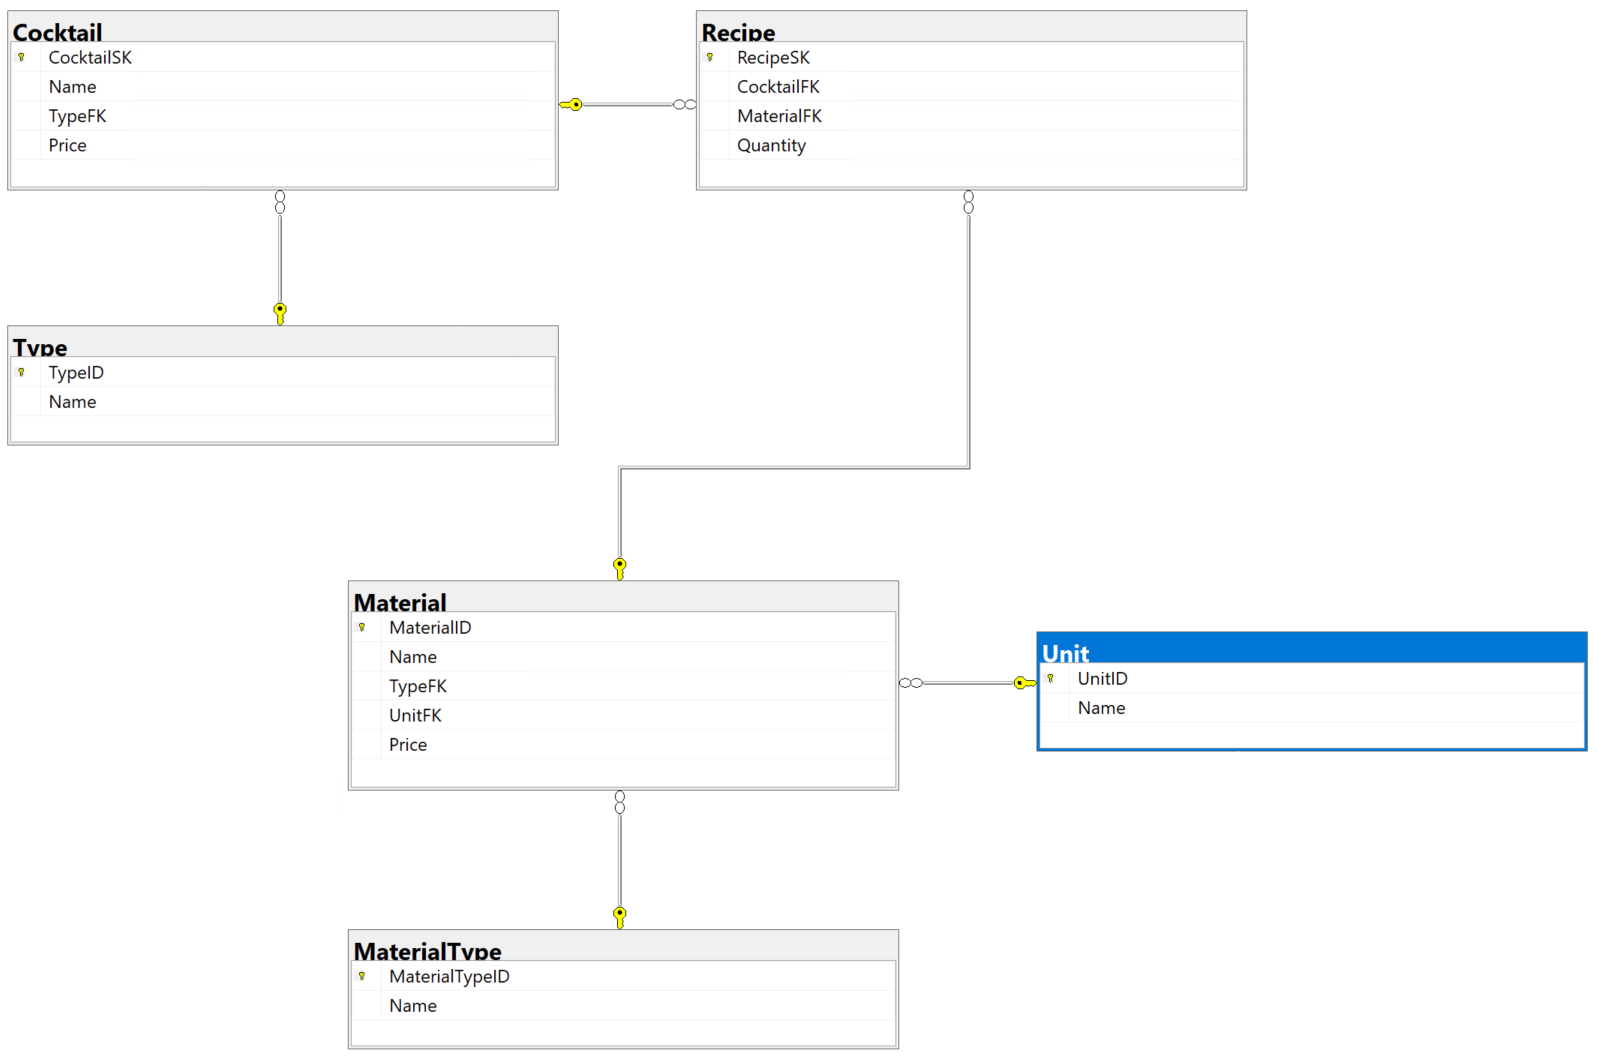 Cocktail
CocktailSK
Name
TypeFK
Price
Recipe
RecipeSK
CocktailFK
MaterialFK
Quantity
Type
TypeID
Name
Material
MaterialID
Name
TypeFK
UnitFK
Price
Unit
UnitID
Name
MaterialType
MaterialTypeID
Name